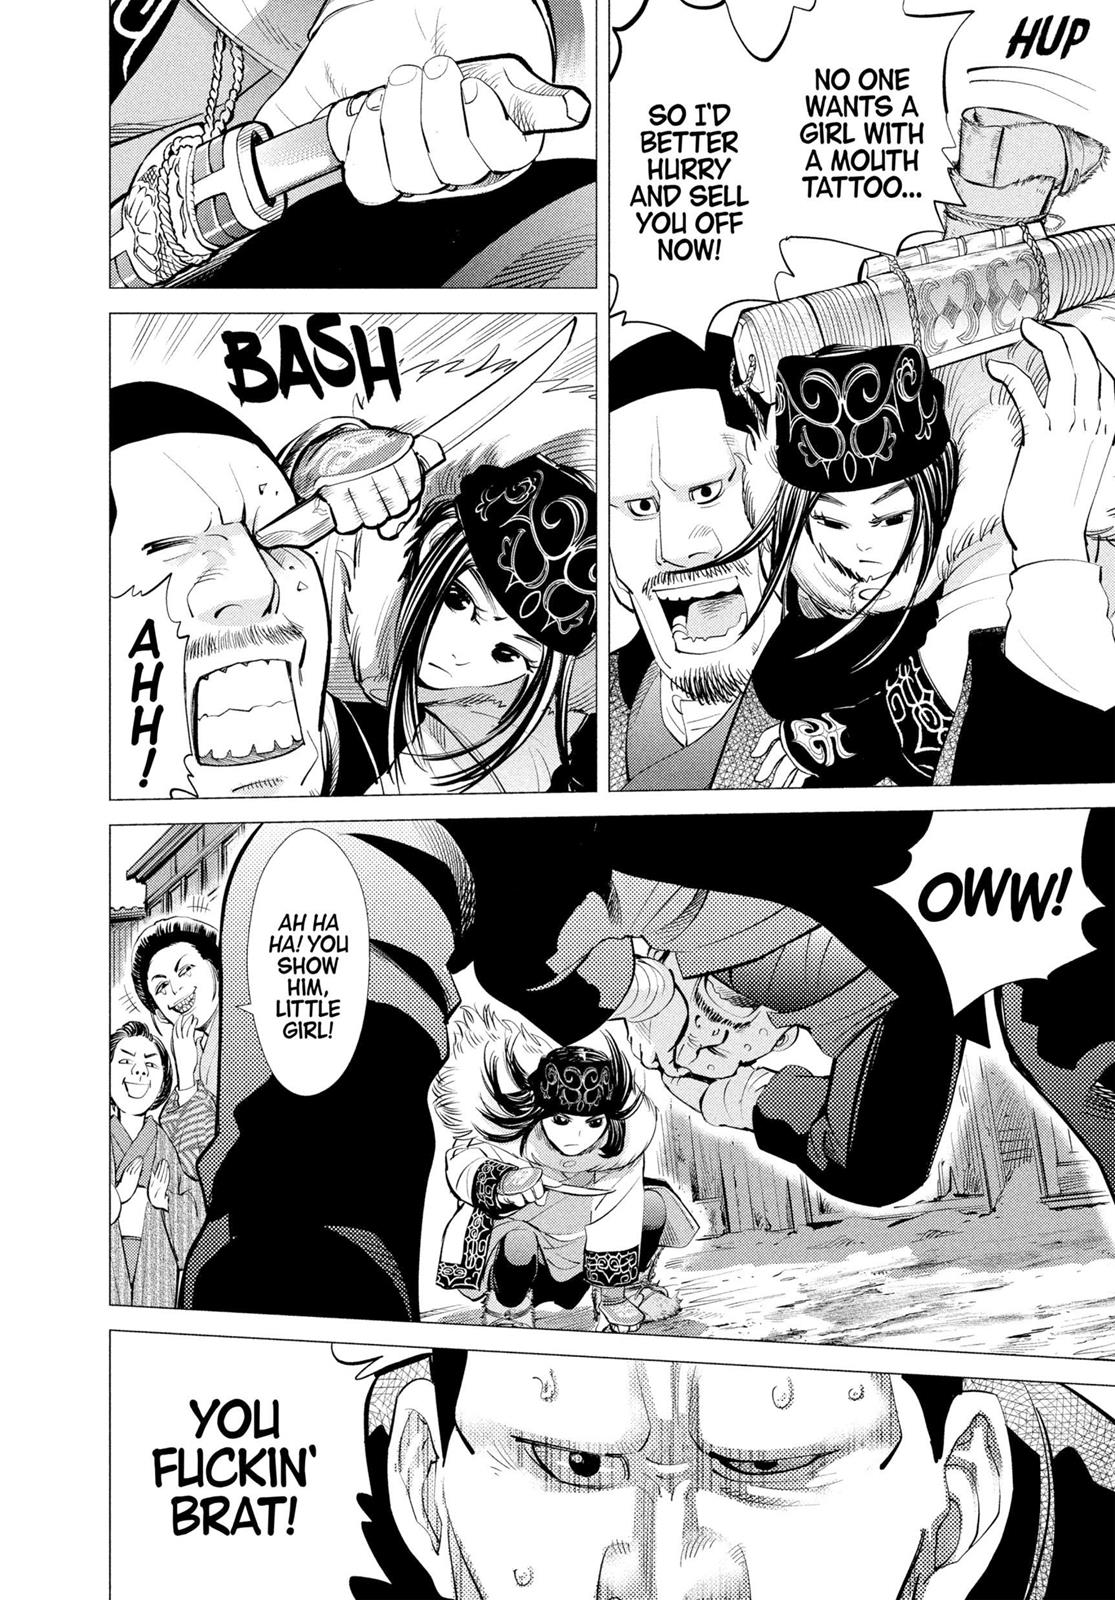 HUP
NO ONE
WANTS A
GIRL WITH
A MOUTH
TATTOO...
SO I'D
BETTER
HURRY
AND SELL
YOU OFF
NOW!
BASH
AHH!
OWW!
AH HA
HA! YOU
SHOW
HIM,
LITTLE
GIRL!
YOU
FUCKIN'
BRAT!